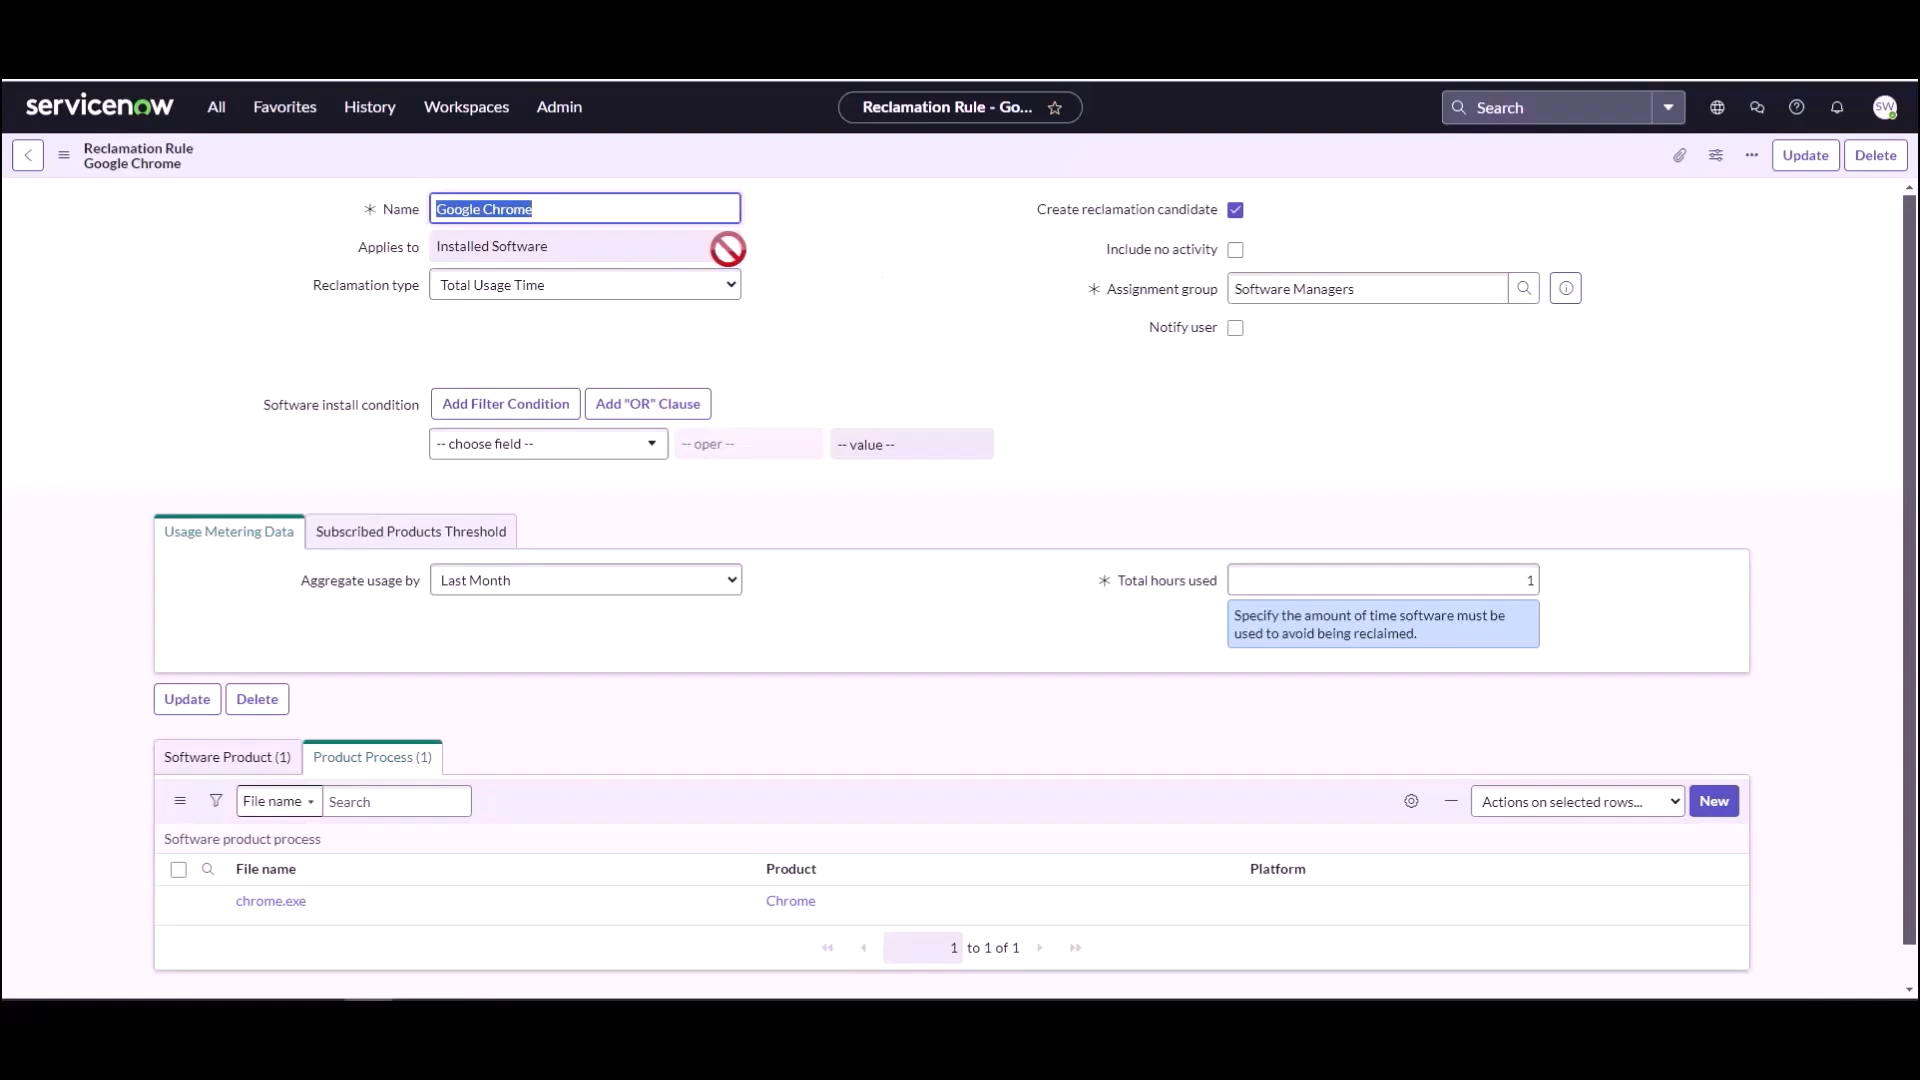 servicenow All Favorites History Workspaces Admin Reclamation Rule - Go... Search SW
Reclamation Rule
Google Chrome
Update Delete
Name Google Chrome
Create reclamation candidate
Applies to Installed Software
Include no activity
Reclamation type Total Usage Time
Assignment group Software Managers
Notify user
Software install condition Add Filter Condition Add "OR" Clause
-- choose field -- -- oper -- -- value --
Usage Metering Data Subscribed Products Threshold
Aggregate usage by Last Month
Total hours used 1
Specify the amount of time software must be
used to avoid being reclaimed.
Update Delete
Software Product (1) Product Process (1)
File name Search Actions on selected rows... New
Software product process
File name Product Platform
chrome.exe Chrome
1 to 1 of 1